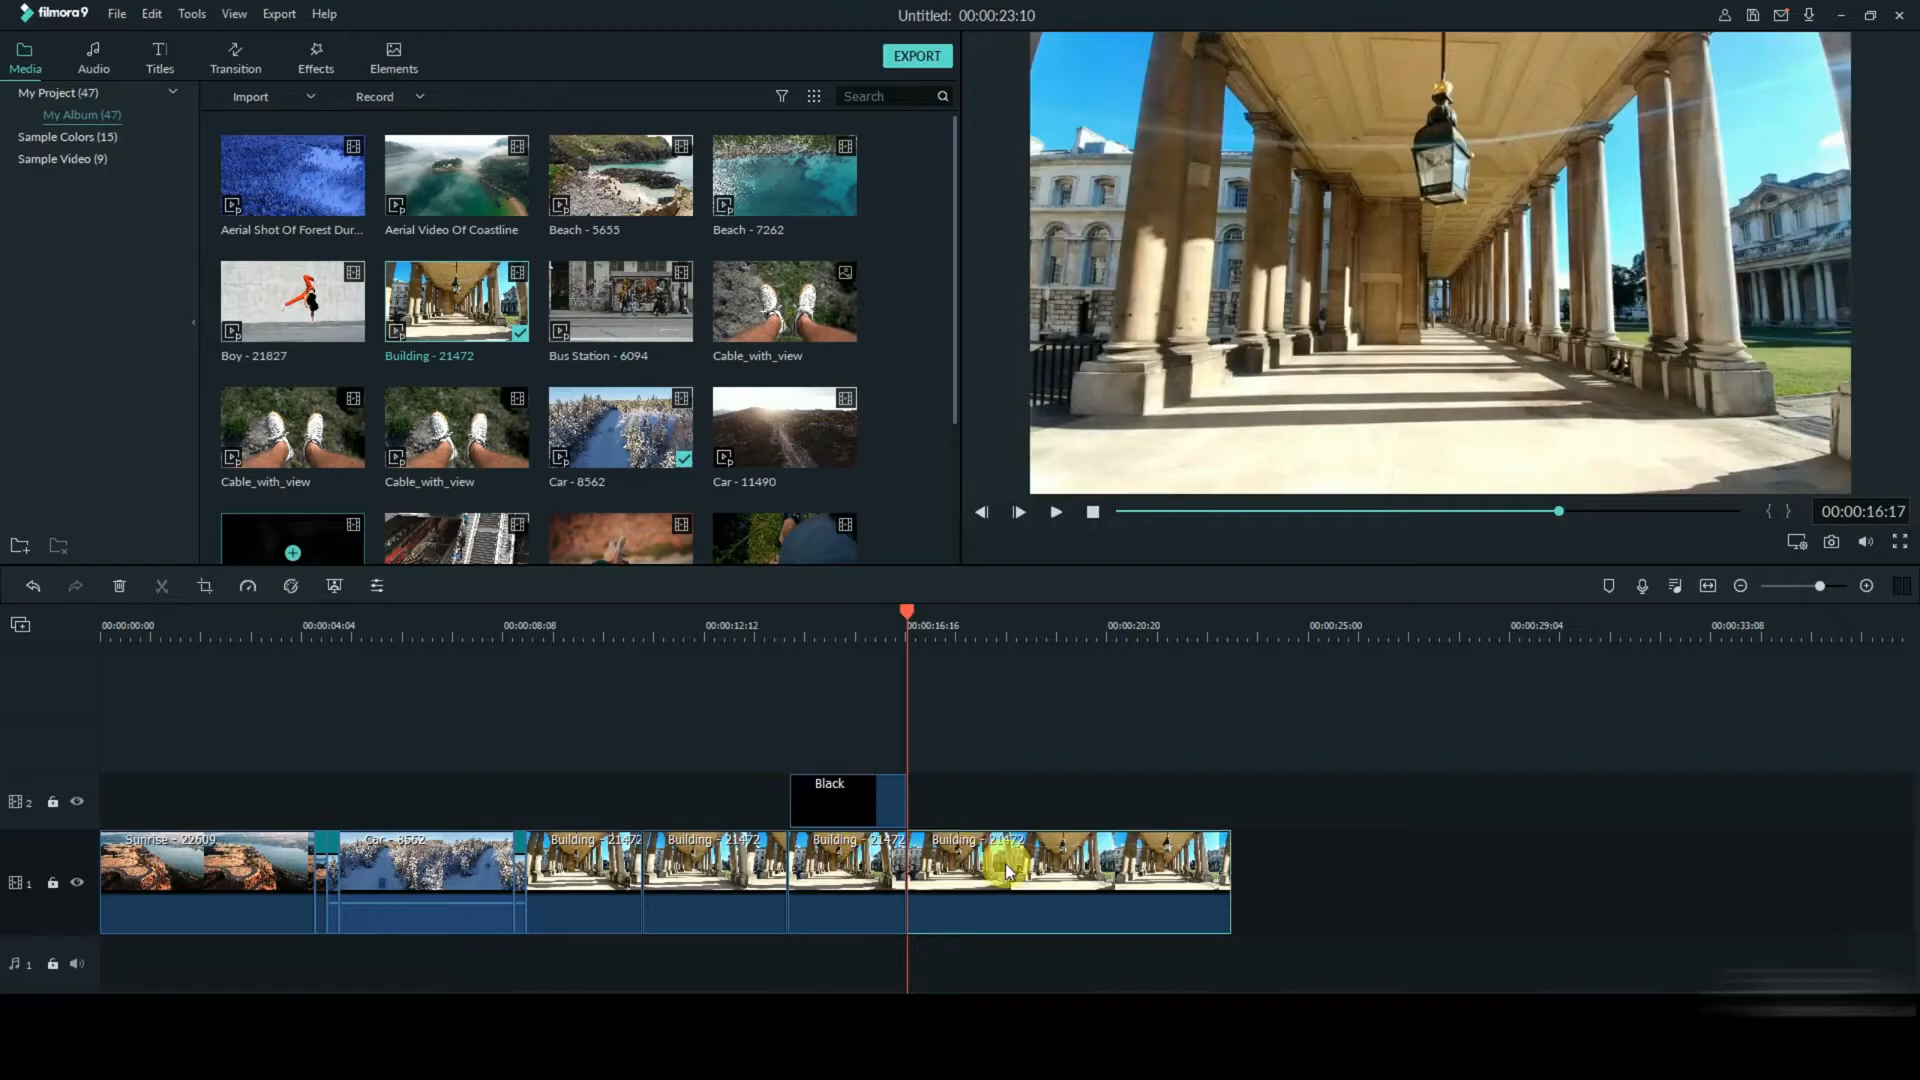 filmora9 File Edit Tools View Export Help
Untitled: 00:00:23:10
Media Audio Titles Transition Effects Elements
EXPORT
My Project (47)
My Album (47)
Sample Colors (15)
Sample Video (9)
Import Record Search
Aerial Shot Of Forest Dur... Aerial Video Of Coastline Beach - 5655 Beach - 7262
Boy - 21827 Building - 21472 Bus Station - 6094 Cable_with_view
Cable_with_view Cable_with_view Car - 8562 Car - 11490
00:00:16:17
00:00:00:00 00:00:04:04 00:00:08:08 00:00:12:12 00:00:16:16 00:00:20:20 00:00:25:00 00:00:29:04 00:00:33:08
Black
2
Sunrise - 22609 Car - 8562 Building - 21472 Building - 21472 Building - 21472 Building - 21472
1
1